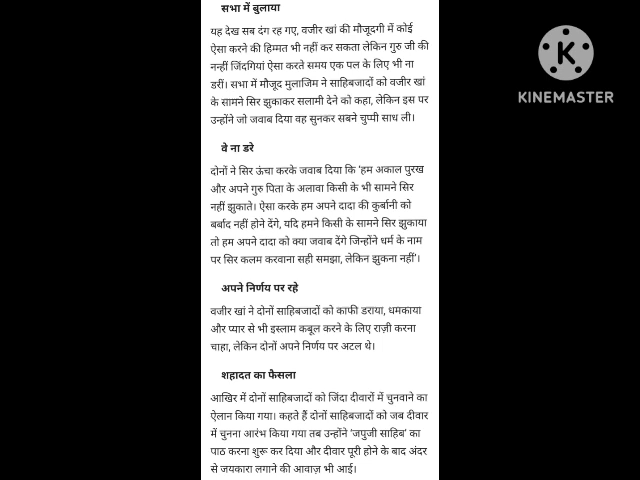 सभा में बुलाया
यह देख सब दंग रह गए, वजीर खां की मौजूदगी में कोई
ऐसा करने की हिम्मत भी नहीं कर सकता लेकिन गुरु जी की
नन्हीं जिंदगियां ऐसा करते समय एक पल के लिए भी ना
डरीं। सभा में मौजूद मुलाजिम ने साहिबजादों को वजीर खां
के सामने सिर झुकाकर सलामी देने को कहा, लेकिन इस पर
उन्होंने जो जवाब दिया वह सुनकर सबने चुप्पी साध ली।
वे ना डरे
दोनों ने सिर ऊंचा करके जवाब दिया कि 'हम अकाल पुरख
और अपने गुरु पिता के अलावा किसी के भी सामने सिर
नहीं झुकाते। ऐसा करके हम अपने दादा की कुर्बानी को
बर्बाद नहीं होने देंगे, यदि हमने किसी के सामने सिर झुकाया
तो हम अपने दादा को क्या जवाब देंगे जिन्होंने धर्म के नाम
पर सिर कलम करवाना सही समझा, लेकिन झुकना नहीं'।
अपने निर्णय पर रहे
वजीर खां ने दोनों साहिबजादों को काफी डराया, धमकाया
और प्यार से भी इस्लाम कबूल करने के लिए राज़ी करना
चाहा, लेकिन दोनों अपने निर्णय पर अटल थे।
शहादत का फैसला
आखिर में दोनों साहिबजादों को जिंदा दीवारों में चुनवाने का
ऐलान किया गया। कहते हैं दोनों साहिबजादों को जब दीवार
में चुनना आरंभ किया गया तब उन्होंने 'जपुजी साहिब' का
पाठ करना शुरू कर दिया और दीवार पूरी होने के बाद अंदर
से जयकारा लगाने की आवाज़ भी आई।
KINEMASTER